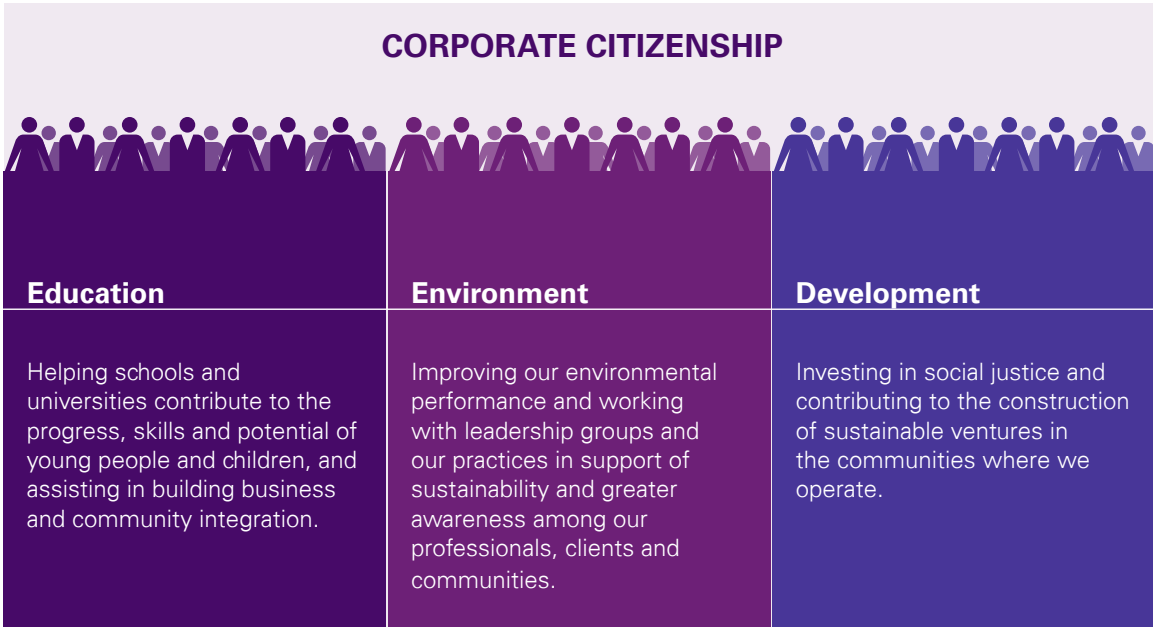 CORPORATE CITIZENSHIP
Education
Helping schools and
universities contribute to the
progress, skills and potential of
young people and children, and
assisting in building business
and community integration.
Environment
Improving our environmental
performance and working
with leadership groups and
our practices in support of
sustainability and greater
awareness among our
professionals, clients and
communities.
Development
Investing in social justice and
contributing to the construction
of sustainable ventures in
the communities where we
operate.